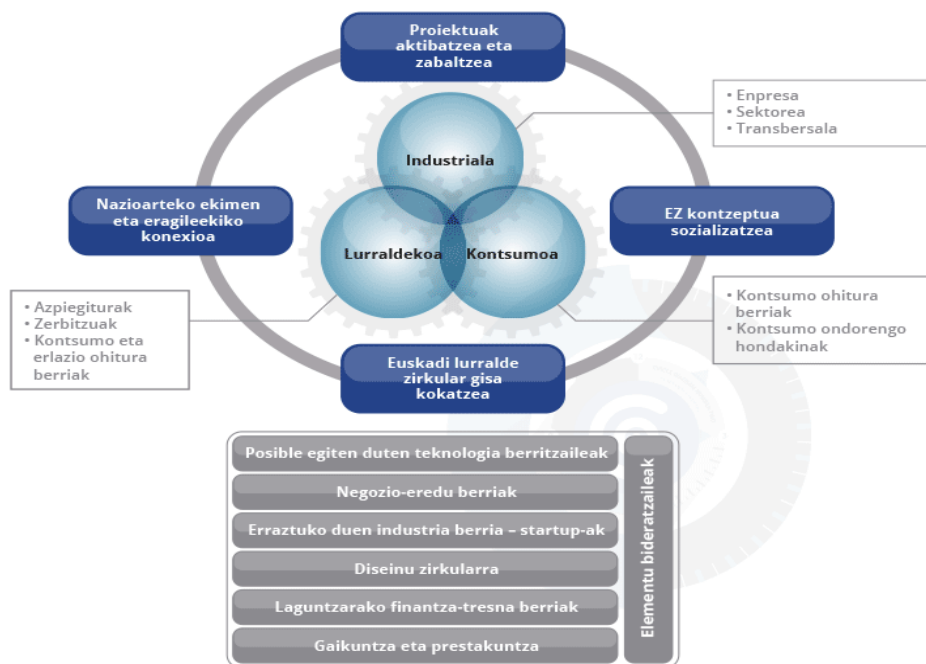 Proiektuak
aktibatzea eta
zabaltzea
• Enpresa
• Sektorea
• Transbersala
Industriala
Nazioarteko ekimen
eta eragileekiko
konexioa
EZ kontzeptua
sozializatzea
Lurraldekoa
Kontsumoa
• Azpiegiturak
• Zerbitzuak
• Kontsumo eta
erlazio ohitura
berriak
• Kontsumo ohitura
berriak
• Kontsumo ondorengo
hondakinak
Euskadi lurralde
zirkular gisa
kokatzea
Posible egiten duten teknologia berritzaileak
Negozio-eredu berriak
Erraztuko duen industria berria – startup-ak
Diseinu zirkularra
Laguntzarako finantza-tresna berriak
Gaikuntza eta prestakuntza
Elementu bideratzaileak